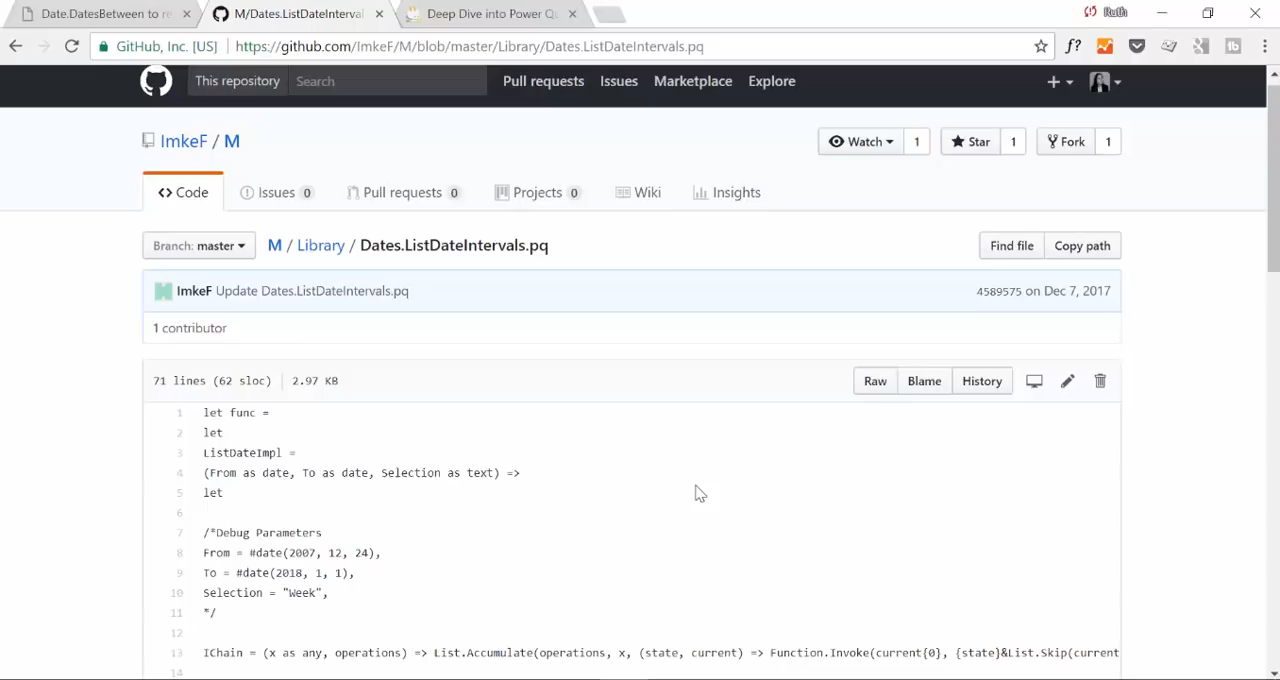 Date.DatesBetween to re
M/Dates.ListDateInterval
Deep Dive into Power Qu
Ruth
GitHub, Inc. [US] https://github.com/ImkeF/M/blob/master/Library/Dates.ListDateIntervals.pq
f?
This repository Search Pull requests Issues Marketplace Explore
ImkeF / M
Watch 1 Star 1 Fork 1
Code Issues 0 Pull requests 0 Projects 0 Wiki Insights
Branch: master M / Library / Dates.ListDateIntervals.pq Find file Copy path
ImkeF Update Dates.ListDateIntervals.pq 4589575 on Dec 7, 2017
1 contributor
71 lines (62 sloc) 2.97 KB Raw Blame History
1 let func =
2 let
3 ListDateImpl =
4 (From as date, To as date, Selection as text) =>
5 let
6
7 /*Debug Parameters
8 From = #date(2007, 12, 24),
9 To = #date(2018, 1, 1),
10 Selection = "Week",
11 */
12
13 IChain = (x as any, operations) => List.Accumulate(operations, x, (state, current) => Function.Invoke(current{0}, {state}&List.Skip(current
14